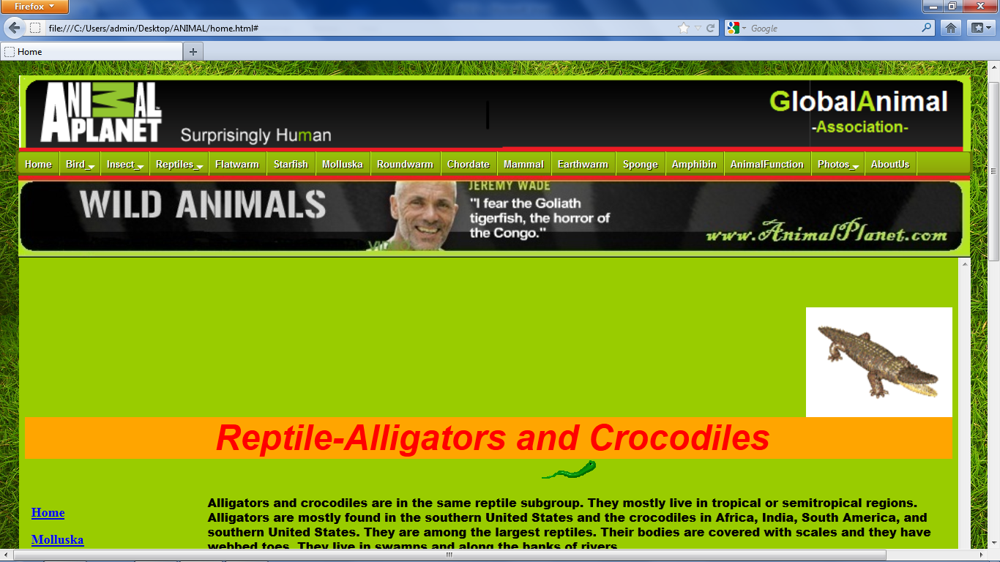 Firefox
file:///C:/Users/admin/Desktop/ANIMAL/home.html#
Google
Home
ANIMAL PLANET
Surprisingly Human
GlobalAnimal
-Association-
Home Bird Insect Reptiles Flatwarm Starfish Molluska Roundwarm Chordate Mammal Earthwarm Sponge Amphibin AnimalFunction Photos AboutUs
WILD ANIMALS
JEREMY WADE
"I fear the Goliath
tigerfish, the horror of
the Congo."
www.AnimalPlanet.com
Reptile-Alligators and Crocodiles
Home
Molluska
Alligators and crocodiles are in the same reptile subgroup. They mostly live in tropical or semitropical regions.
Alligators are mostly found in the southern United States and the crocodiles in Africa, India, South America, and
southern United States. They are among the largest reptiles. Their bodies are covered with scales and they have
webbed toes. They live in swamps and along the banks of rivers